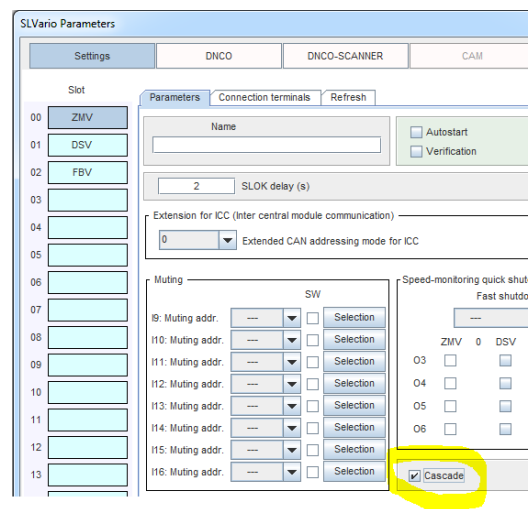 SLVario Parameters
Settings DNCO DNCO-SCANNER CAM
Slot
Parameters Connection terminals Refresh
00 ZMV
01 DSV
02 FBV
03
04
05
06
07
08
09
10
11
12
13
Name
Autostart
Verification
2 SLOK delay (s)
Extension for ICC (Inter central module communication)
0 Extended CAN addressing mode for ICC
Muting
SW
I9: Muting addr. --- Selection
I10: Muting addr. --- Selection
I11: Muting addr. --- Selection
I12: Muting addr. --- Selection
I13: Muting addr. --- Selection
I14: Muting addr. --- Selection
I15: Muting addr. --- Selection
I16: Muting addr. --- Selection
Speed-monitoring quick shut
Fast shutdo
---
ZMV 0 DSV
O3
O4
O5
O6
Cascade